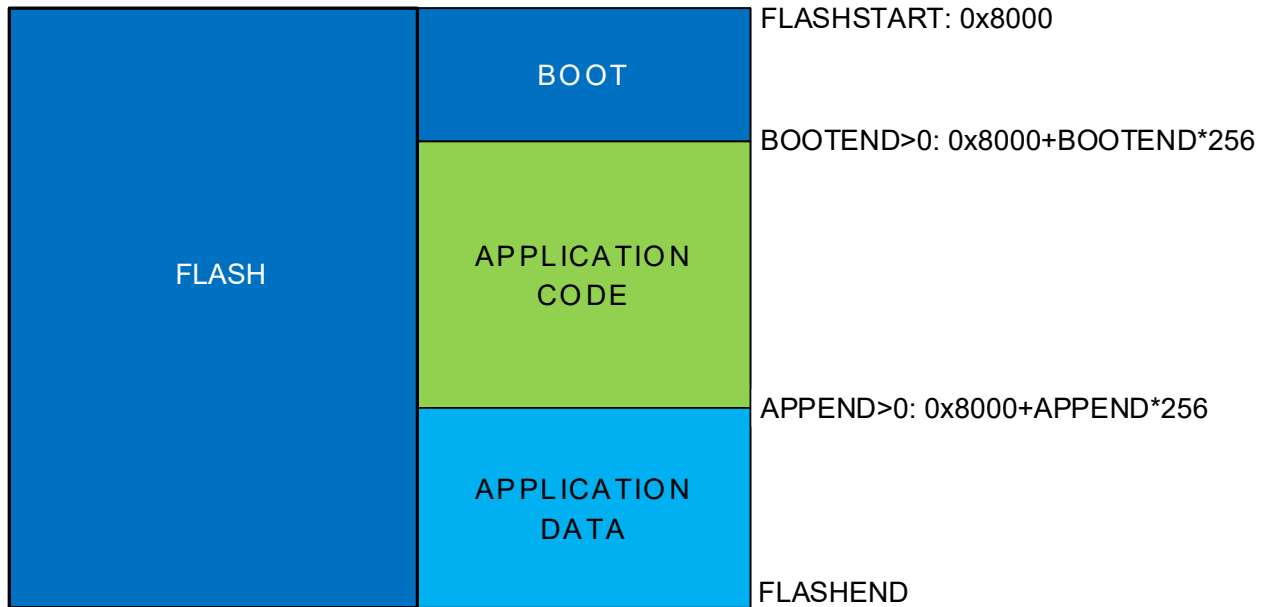 FLASHSTART: 0x8000
BOOT
BOOTEND>0: 0x8000+BOOTEND*256
FLASH
APPLICATION
CODE
APPEND>0: 0x8000+APPEND*256
APPLICATION
DATA
FLASHEND